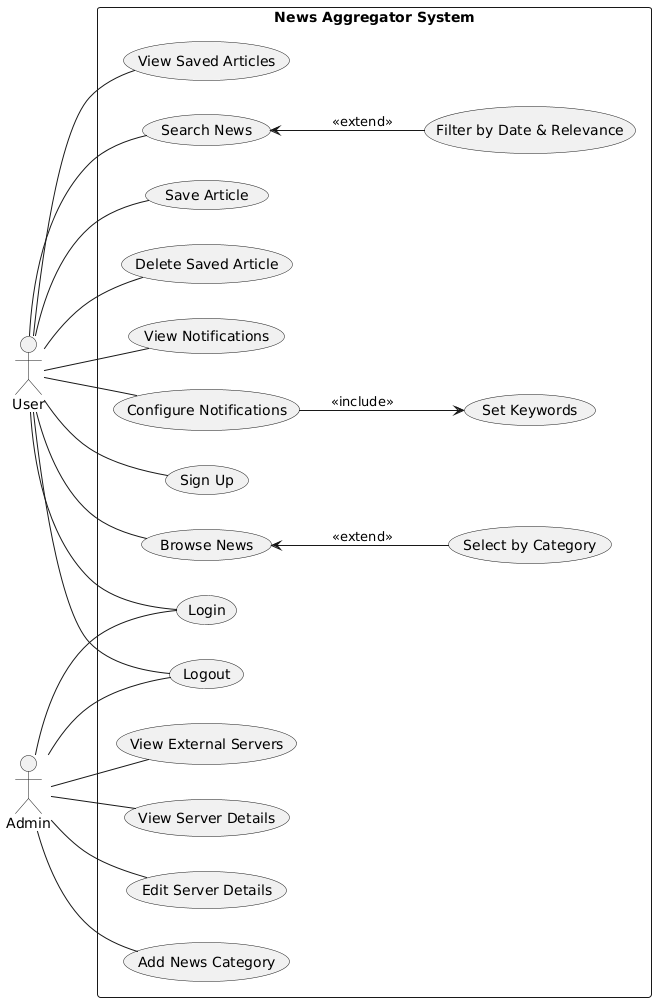 News Aggregator System
View Saved Articles
Search News
«extend»
Filter by Date & Relevance
Save Article
Delete Saved Article
View Notifications
User
Configure Notifications
«include»
Set Keywords
Sign Up
Browse News
«extend»
Select by Category
Login
Logout
View External Servers
Admin
View Server Details
Edit Server Details
Add News Category